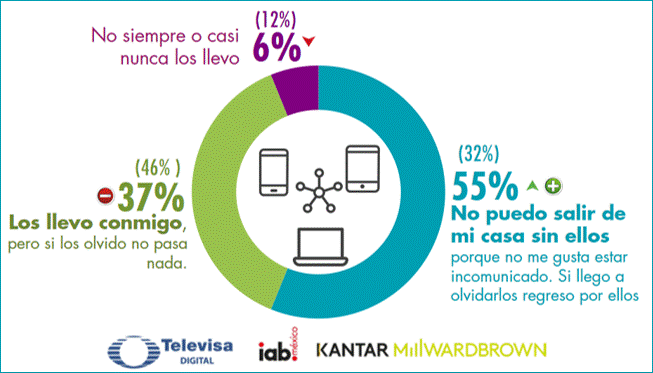 (12%)
No siempre o casi 6%
nunca los llevo
(46% )
37%
Los llevo conmigo,
pero si los olvido no pasa
nada.
(32%)
55%
No puedo salir de
mi casa sin ellos
porque no me gusta estar
incomunicado. Si llego a
olvidarlos regreso por ellos
Televisa
DIGITAL
iab.méxico
KANTAR MillWARDBROWN